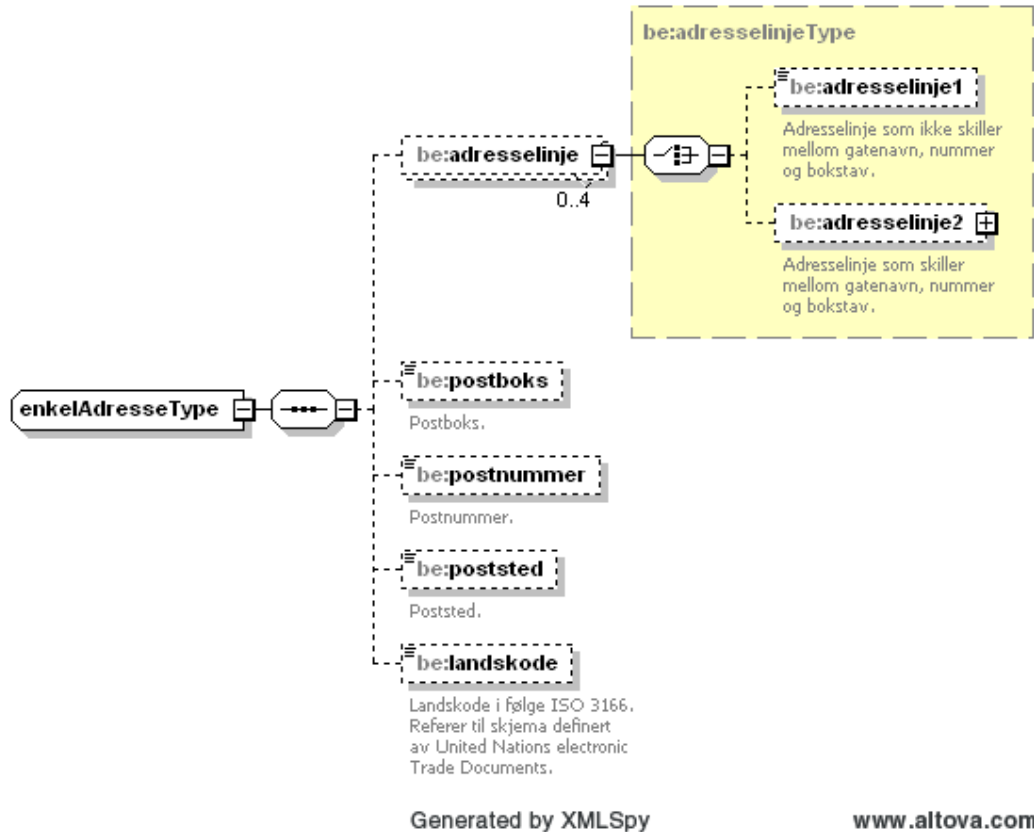 be:adresselinjeType
be:adresselinje1
Adresselinje som ikke skiller
mellom gatenavn, nummer
og bokstav.
be:adresselinje
0..4
be:adresselinje2
Adresselinje som skiller
mellom gatenavn, nummer
og bokstav.
enkelAdresseType
be:postboks
Postboks.
be:postnummer
Postnummer.
be:poststed
Poststed.
be:landskode
Landskode i følge ISO 3166.
Referer til skjema definert
av United Nations electronic
Trade Documents.
Generated by XMLSpy
www.altova.com